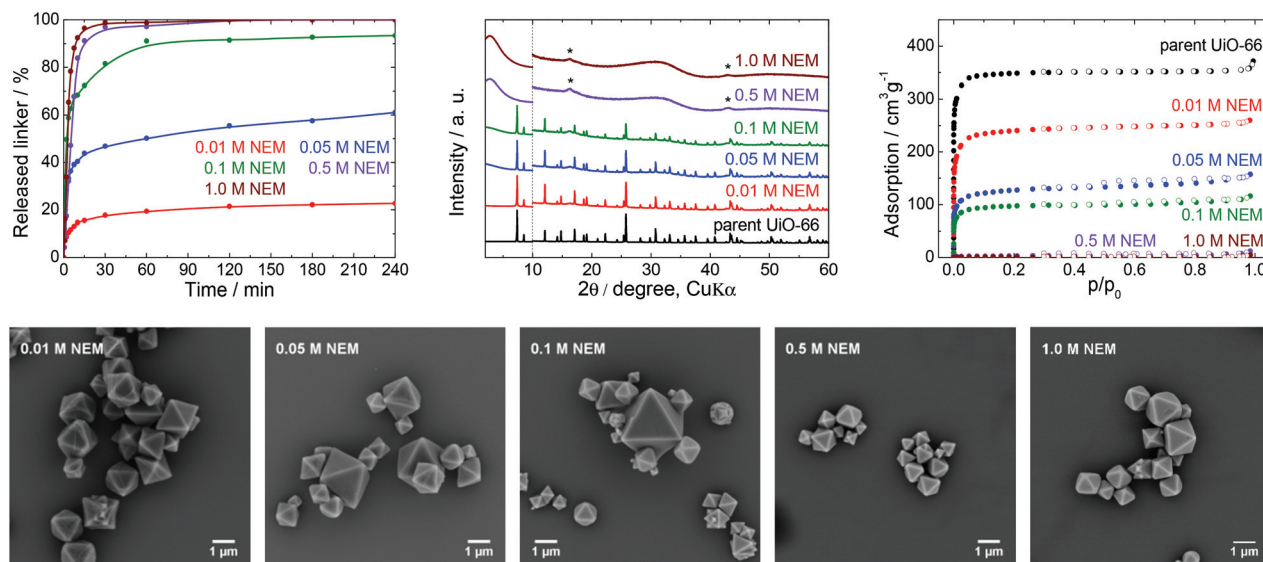 100
80
60
40
20
0
Released linker / %
0.01 M NEM 0.05 M NEM
0.1 M NEM 0.5 M NEM
1.0 M NEM
0 30 60 90 120 150 180 210 240
Time / min
Intensity / a. u.
* * 1.0 M NEM
* * 0.5 M NEM
0.1 M NEM
0.05 M NEM
0.01 M NEM
parent UiO-66
10 20 30 40 50 60
2θ / degree, CuKα
400
300
200
100
0
Adsorption / cm³g⁻¹
parent UiO-66
0.01 M NEM
0.05 M NEM
0.1 M NEM
0.5 M NEM 1.0 M NEM
0.0 0.2 0.4 0.6 0.8 1.0
p/p₀
0.01 M NEM
1 µm
0.05 M NEM
1 µm
0.1 M NEM
1 µm
0.5 M NEM
1 µm
1.0 M NEM
1 µm